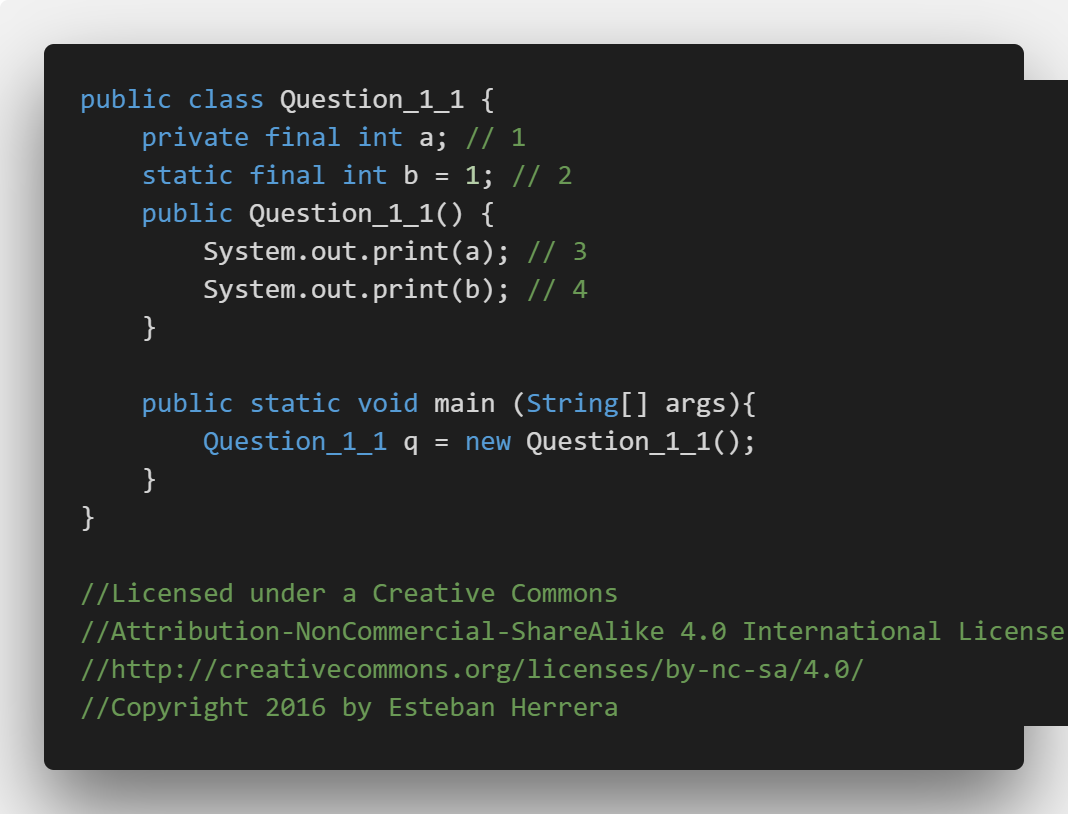 public class Question_1_1 {
    private final int a; // 1
    static final int b = 1; // 2
    public Question_1_1() {
        System.out.print(a); // 3
        System.out.print(b); // 4
    }

    public static void main (String[] args){
        Question_1_1 q = new Question_1_1();
    }
}

//Licensed under a Creative Commons
//Attribution-NonCommercial-ShareAlike 4.0 International License
//http://creativecommons.org/licenses/by-nc-sa/4.0/
//Copyright 2016 by Esteban Herrera